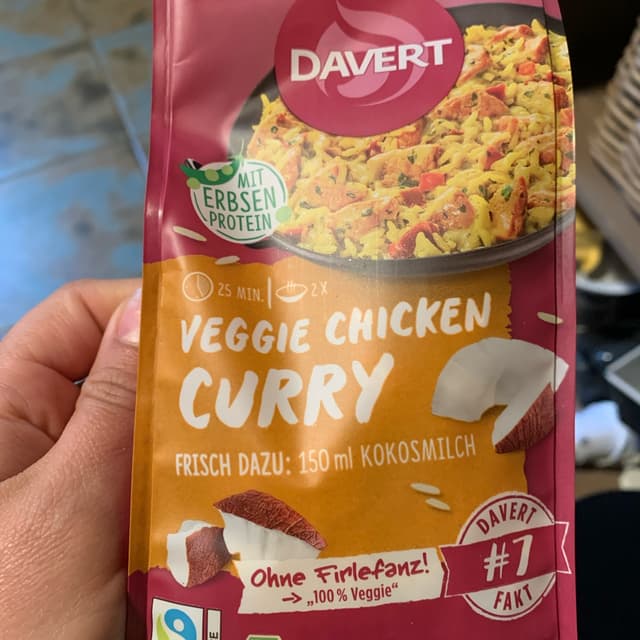 DAVERT
MIT
ERBSEN
PROTEIN
25 MIN. 2X
VEGGIE CHICKEN
CURRY
FRISCH DAZU: 150 ml KOKOSMILCH
Ohne Firlefanz!
→ „100 % Veggie“
DAVERT
#7
FAKT